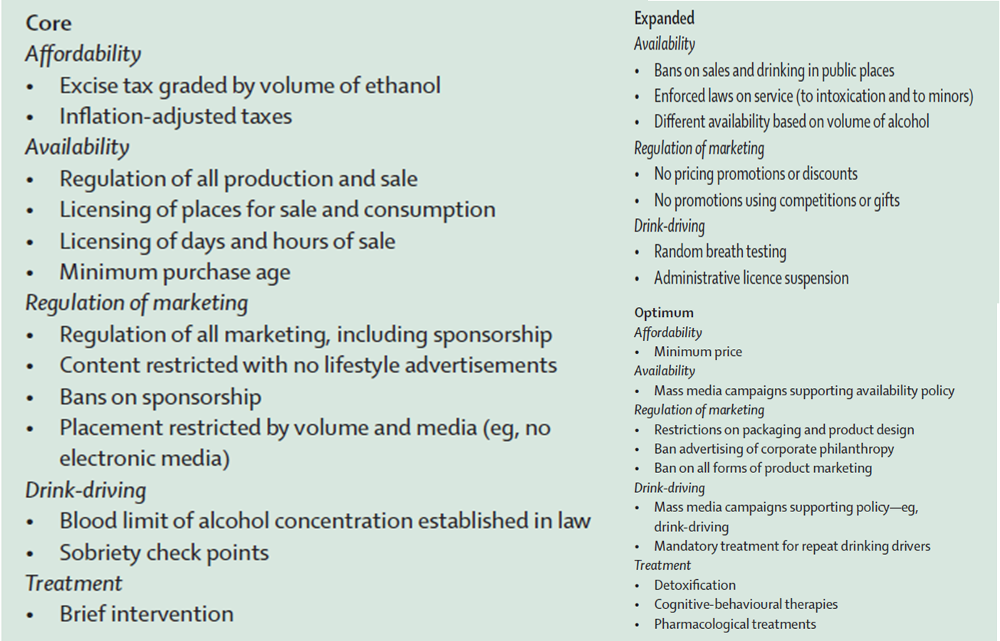 Core
Affordability
• Excise tax graded by volume of ethanol
• Inflation-adjusted taxes
Availability
• Regulation of all production and sale
• Licensing of places for sale and consumption
• Licensing of days and hours of sale
• Minimum purchase age
Regulation of marketing
• Regulation of all marketing, including sponsorship
• Content restricted with no lifestyle advertisements
• Bans on sponsorship
• Placement restricted by volume and media (eg, no
electronic media)
Drink-driving
• Blood limit of alcohol concentration established in law
• Sobriety check points
Treatment
• Brief intervention
Expanded
Availability
• Bans on sales and drinking in public places
• Enforced laws on service (to intoxication and to minors)
• Different availability based on volume of alcohol
Regulation of marketing
• No pricing promotions or discounts
• No promotions using competitions or gifts
Drink-driving
• Random breath testing
• Administrative licence suspension
Optimum
Affordability
• Minimum price
Availability
• Mass media campaigns supporting availability policy
Regulation of marketing
• Restrictions on packaging and product design
• Ban advertising of corporate philanthropy
• Ban on all forms of product marketing
Drink-driving
• Mass media campaigns supporting policy—eg,
drink-driving
• Mandatory treatment for repeat drinking drivers
Treatment
• Detoxification
• Cognitive-behavioural therapies
• Pharmacological treatments